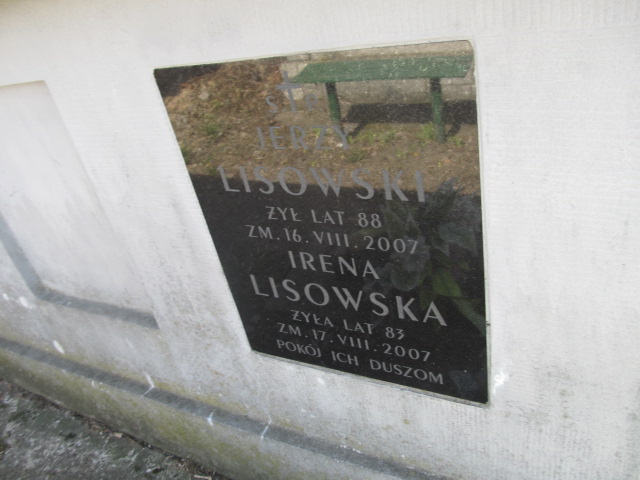 Ś P
JERZY
LISOWSKI
ŻYŁ LAT 88
ZM. 16. VIII. 2007
IRENA
LISOWSKA
ŻYŁA LAT 83
ZM. 17. VIII. 2007
POKÓJ ICH DUSZOM